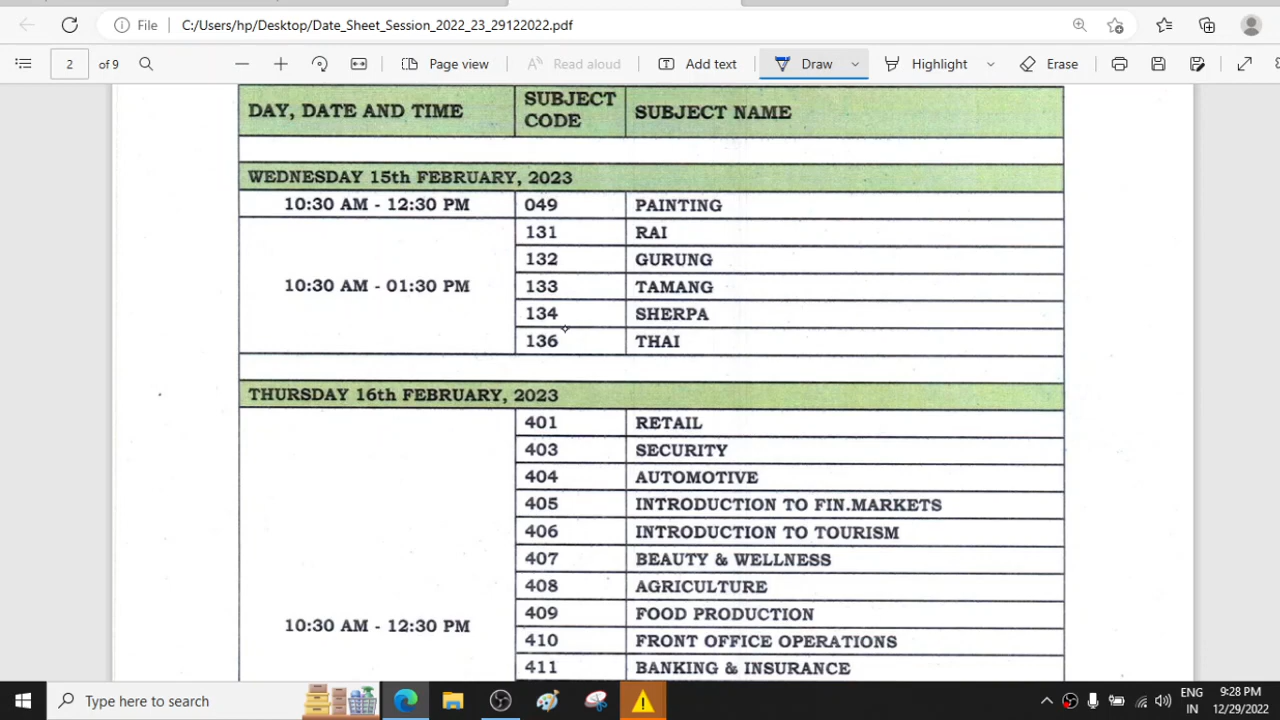 File
C:/Users/hp/Desktop/Date_Sheet_Session_2022_23_29122022.pdf
2 of 9
Page view
Read aloud
Add text
Draw
Highlight
Erase
DAY, DATE AND TIME SUBJECT CODE SUBJECT NAME
WEDNESDAY 15th FEBRUARY, 2023
10:30 AM - 12:30 PM 049 PAINTING
131 RAI
132 GURUNG
10:30 AM - 01:30 PM 133 TAMANG
134 SHERPA
136 THAI
THURSDAY 16th FEBRUARY, 2023
401 RETAIL
403 SECURITY
404 AUTOMOTIVE
405 INTRODUCTION TO FIN.MARKETS
406 INTRODUCTION TO TOURISM
407 BEAUTY & WELLNESS
408 AGRICULTURE
409 FOOD PRODUCTION
10:30 AM - 12:30 PM
410 FRONT OFFICE OPERATIONS
411 BANKING & INSURANCE
Type here to search
ENG
IN
9:28 PM
12/29/2022